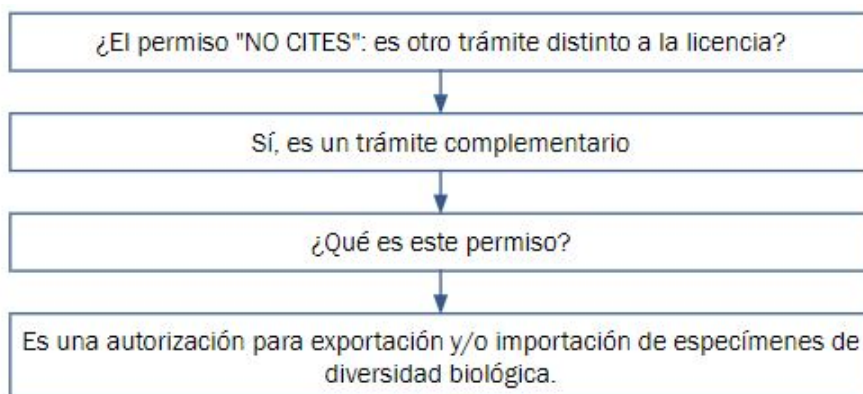 ¿El permiso "NO CITES": es otro trámite distinto a la licencia?
Sí, es un trámite complementario
¿Qué es este permiso?
Es una autorización para exportación y/o importación de especímenes de
diversidad biológica.